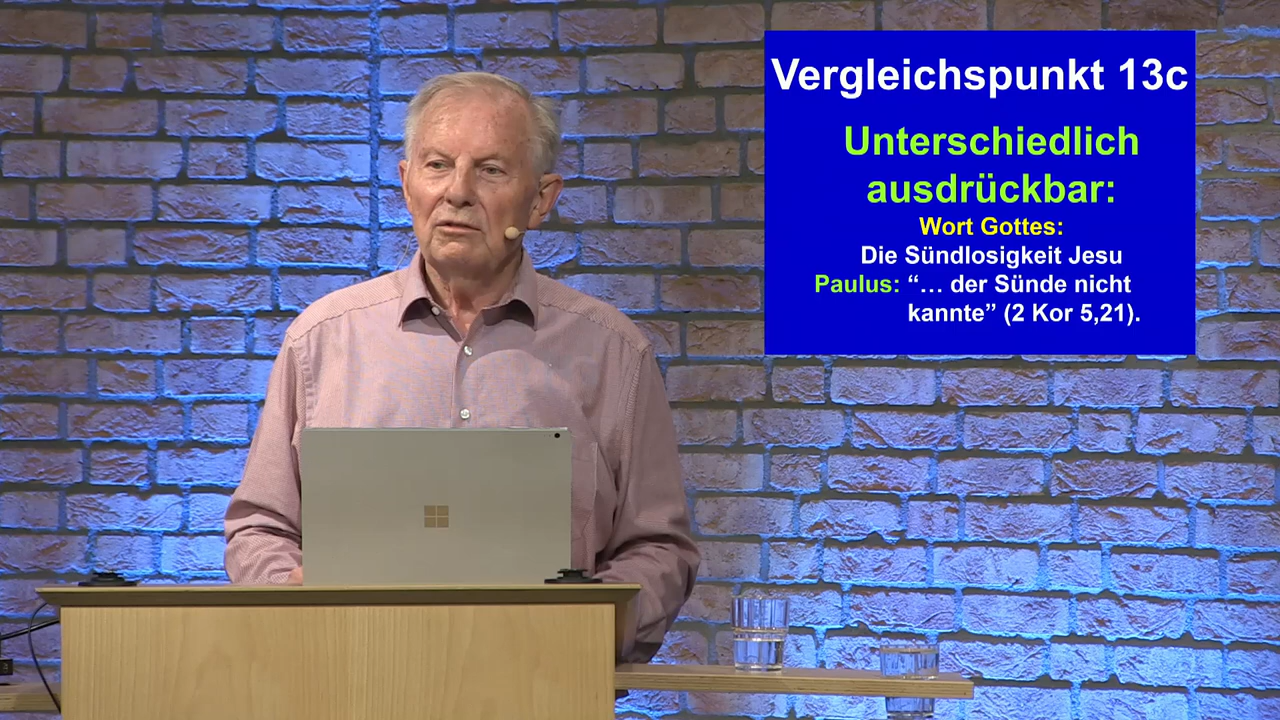 Vergleichspunkt 13c
Unterschiedlich
ausdrückbar:
Wort Gottes:
Die Sündlosigkeit Jesu
Paulus: “… der Sünde nicht
kannte” (2 Kor 5,21).